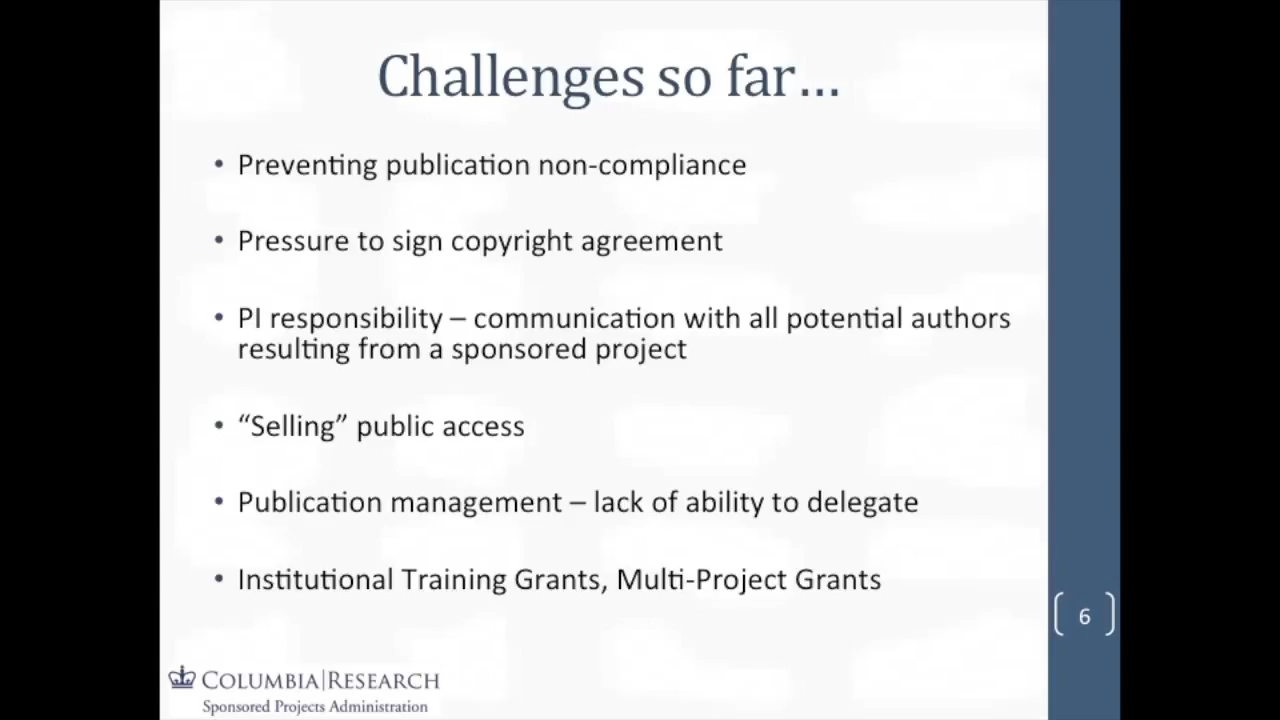 Challenges so far...
• Preventing publication non-compliance
• Pressure to sign copyright agreement
• PI responsibility – communication with all potential authors
resulting from a sponsored project
• “Selling” public access
• Publication management – lack of ability to delegate
• Institutional Training Grants, Multi-Project Grants
6
COLUMBIA|RESEARCH
Sponsored Projects Administration